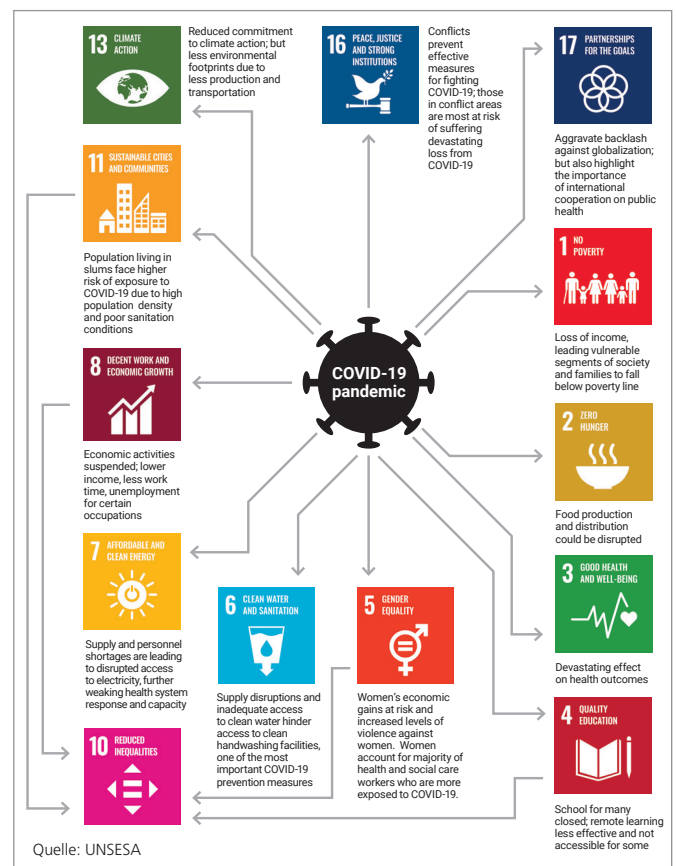 13 CLIMATE
ACTION
Reduced commitment
to climate action; but
less environmental
footprints due to
less production and
transportation
16 PEACE, JUSTICE
AND STRONG
INSTITUTIONS
Conflicts
prevent
effective
measures
for fighting
COVID-19; those
in conflict areas
are most at risk
of suffering
devastating
loss from
COVID-19
17 PARTNERSHIPS
FOR THE GOALS
Aggravate backlash
against globalization;
but also highlight
the importance
of international
cooperation on public
health
11 SUSTAINABLE CITIES
AND COMMUNITIES
Population living in
slums face higher
risk of exposure to
COVID-19 due to high
population density
and poor sanitation
conditions
1 NO
POVERTY
Loss of income,
leading vulnerable
segments of society
and families to fall
below poverty line
COVID-19
pandemic
8 DECENT WORK AND
ECONOMIC GROWTH
Economic activities
suspended; lower
income, less work
time, unemployment
for certain
occupations
2 ZERO
HUNGER
Food production
and distribution
could be disrupted
7 AFFORDABLE AND
CLEAN ENERGY
Supply and personnel
shortages are leading
to disrupted access
to electricity, further
weaking health system
response and capacity
6 CLEAN WATER
AND SANITATION
Supply disruptions and
inadequate access
to clean water hinder
access to clean
handwashing facilities,
one of the most
important COVID-19
prevention measures
5 GENDER
EQUALITY
Women's economic
gains at risk and
increased levels of
violence against
women. Women
account for majority of
health and social care
workers who are more
exposed to COVID-19.
3 GOOD HEALTH
AND WELL-BEING
Devastating effect
on health outcomes
4 QUALITY
EDUCATION
School for many
closed; remote learning
less effective and not
accessible for some
10 REDUCED
INEQUALITIES
Quelle: UNSESA